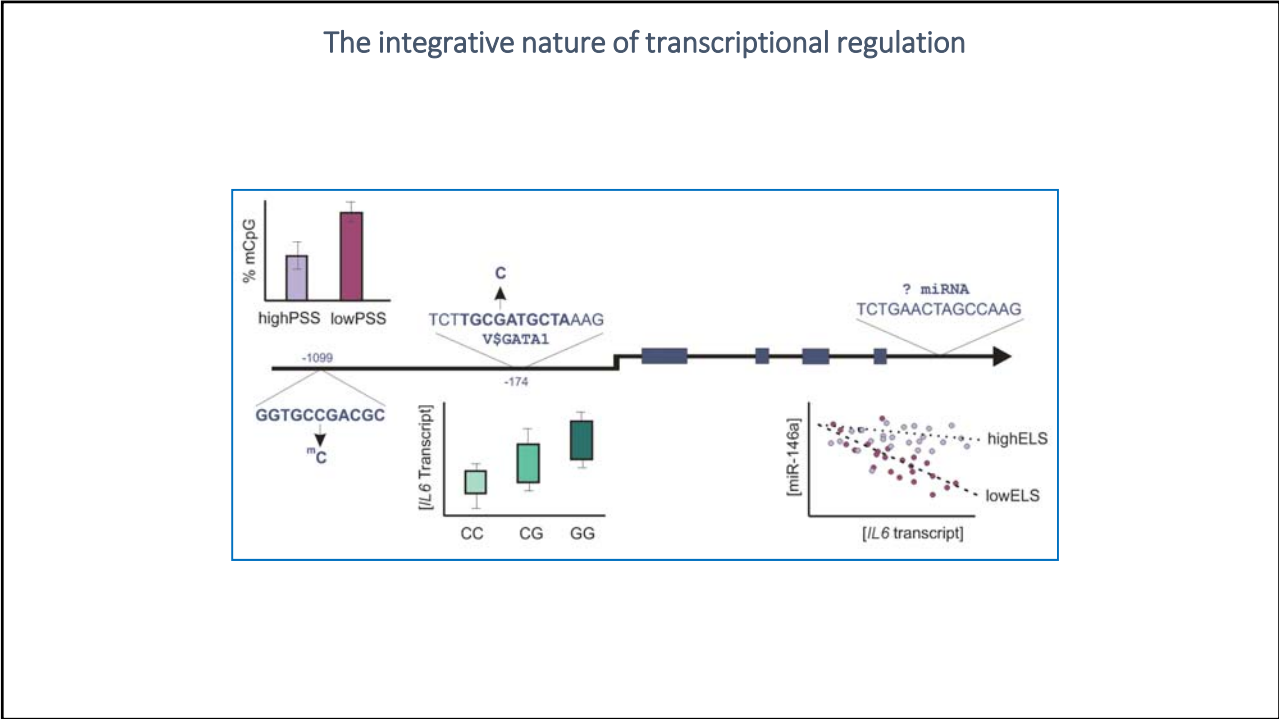 The integrative nature of transcriptional regulation
% mCpG
highPSS lowPSS
C
TCTTGCGATGCTAAAG
V$GATA1
? miRNA
TCTGAACTAGCCAAG
-1099
-174
GGTGCCGACGC
mC
[IL6 Transcript]
CC CG GG
[miR-146a]
highELS
lowELS
[IL6 transcript]